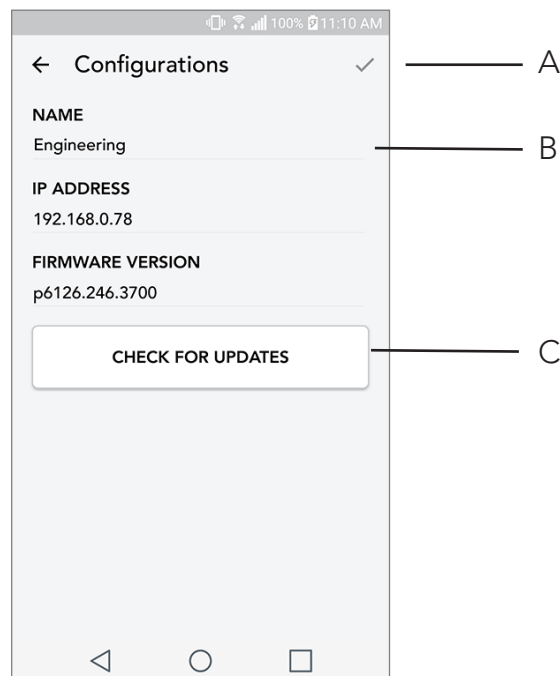 100% 11:10 AM
Configurations
A
NAME
Engineering
B
IP ADDRESS
192.168.0.78
FIRMWARE VERSION
p6126.246.3700
CHECK FOR UPDATES
C